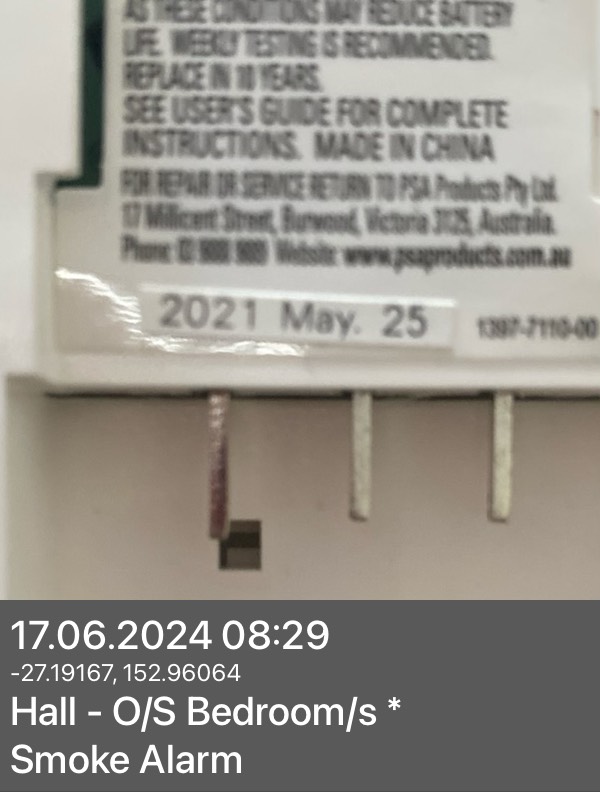 AS THESE CONDITIONS MAY REDUCE BATTERY
LIFE. WEEKLY TESTING IS RECOMMENDED.
REPLACE IN 10 YEARS.
SEE USER'S GUIDE FOR COMPLETE
INSTRUCTIONS. MADE IN CHINA
FOR REPAIR OR SERVICE RETURN TO PSA Products Pty Ltd.
17 Millicent Street, Burwood, Victoria 3125, Australia.
Phone: Website: www.psaproducts.com.au
2021 May. 25
1397-7110-00
17.06.2024 08:29
-27.19167, 152.96064
Hall - O/S Bedroom/s *
Smoke Alarm